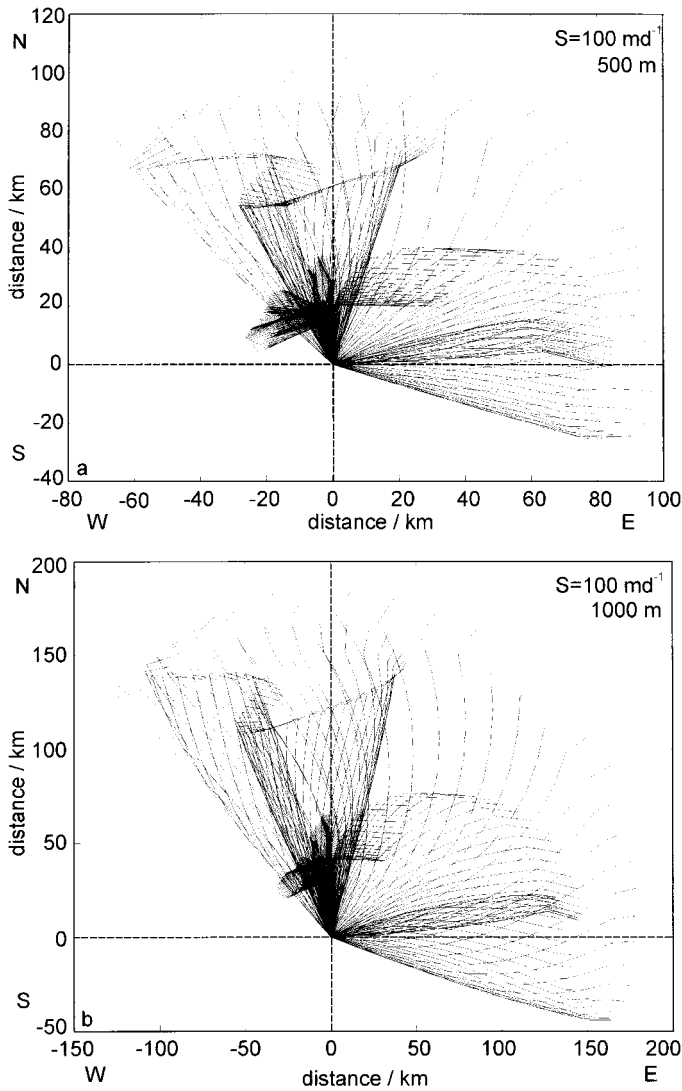 120
N
S=100 md⁻¹
100
500 m
80
60
distance / km
40
20
0
-20
S
a
-40
-80 -60 -40 -20 0 20 40 60 80 100
W distance / km E
200
N
S=100 md⁻¹
1000 m
150
100
distance / km
50
0
S
b
-50
-150 -100 -50 0 50 100 150 200
W distance / km E